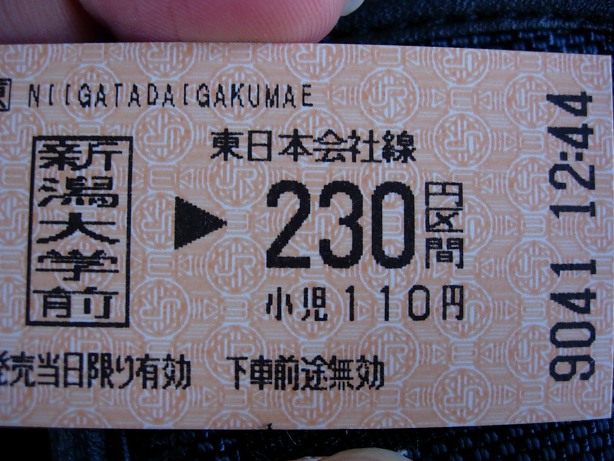 NIIGATADAIGAKUMAE
新潟大学前
東日本会社線
▶230円区間
小児110円
発売当日限り有効 下車前途無効
9041 12:44